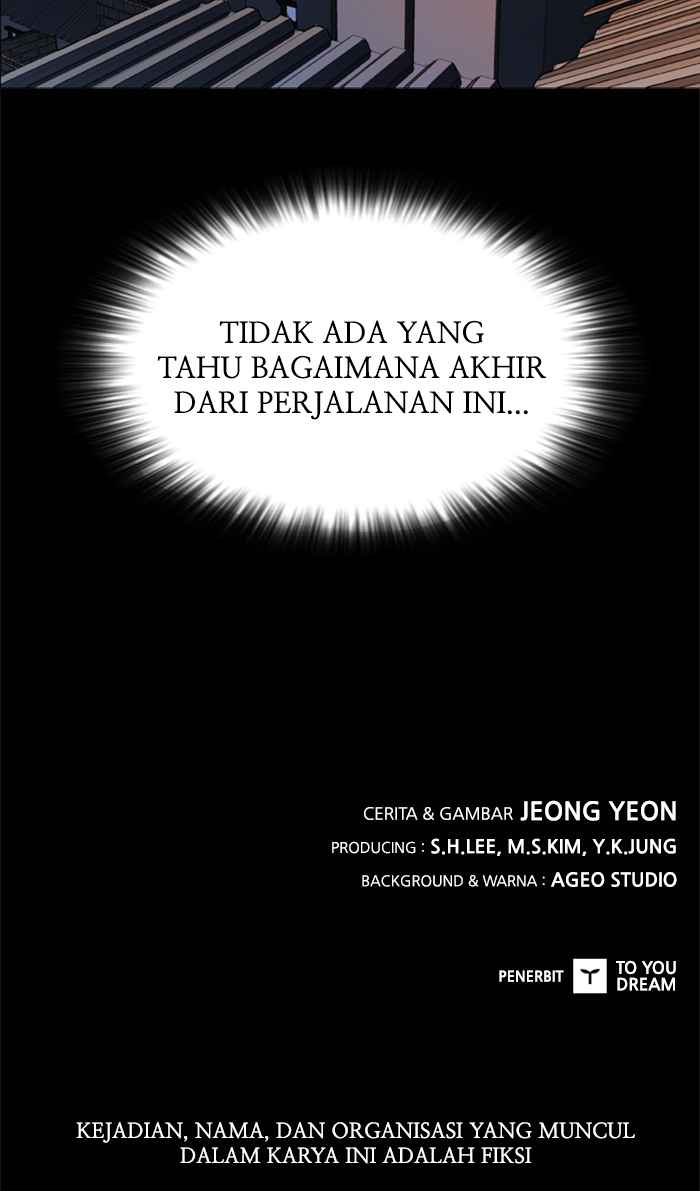 TIDAK ADA YANG
TAHU BAGAIMANA AKHIR
DARI PERJALANAN INI...
CERITA & GAMBAR JEONG YEON
PRODUCING : S.H.LEE, M.S.KIM, Y.K.JUNG
BACKGROUND & WARNA : AGEO STUDIO
PENERBIT TO YOU
DREAM
KEJADIAN, NAMA, DAN ORGANISASI YANG MUNCUL
DALAM KARYA INI ADALAH FIKSI